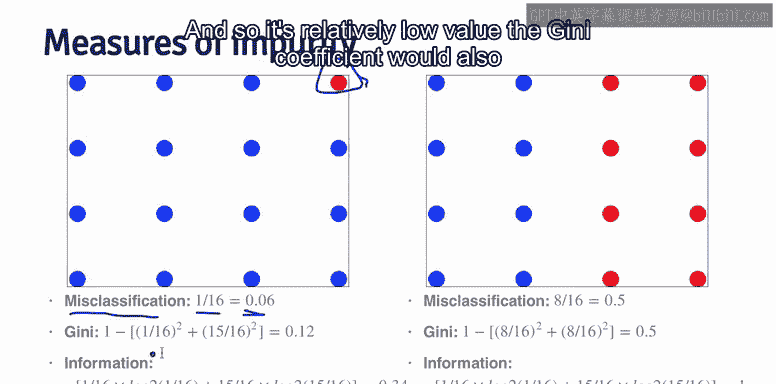 Measures of Impurity
And so it's relatively low value the Gini
coefficient would also
· Misclassification: 1/16 = 0.06
· Gini: 1 − [(1/16)² + (15/16)²] = 0.12
· Information:
· Misclassification: 8/16 = 0.5
· Gini: 1 − [(8/16)² + (8/16)²] = 0.5
· Information: